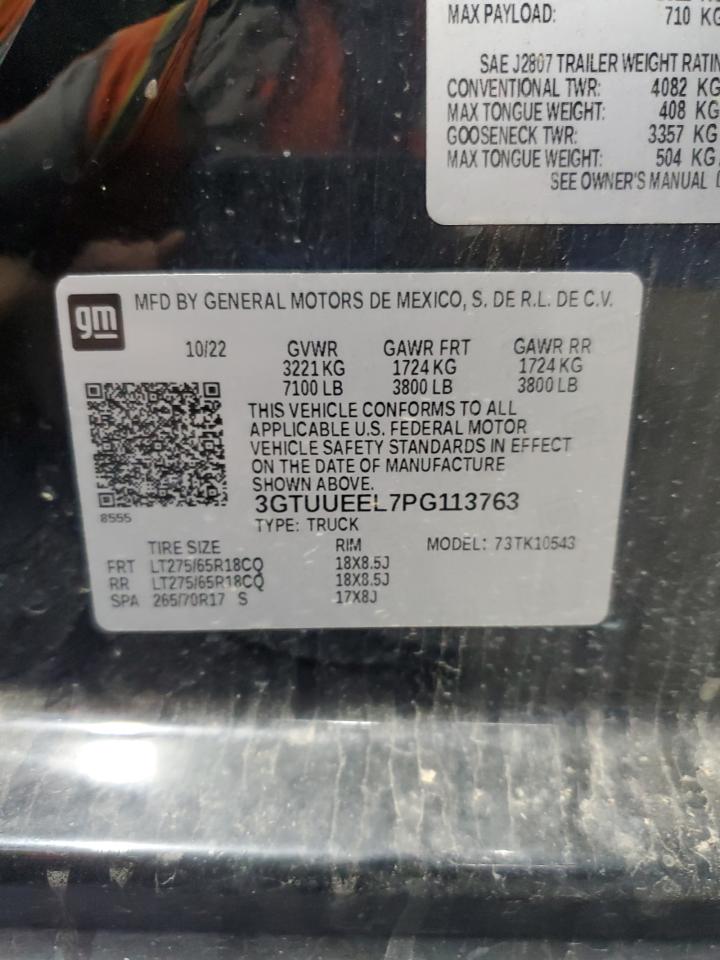 MAX PAYLOAD: 710 KG
SAE J2807 TRAILER WEIGHT RATIN
CONVENTIONAL TWR: 4082 KG
MAX TONGUE WEIGHT: 408 KG
GOOSENECK TWR: 3357 KG
MAX TONGUE WEIGHT: 504 KG
SEE OWNER'S MANUAL
gm MFD BY GENERAL MOTORS DE MEXICO, S. DE R.L. DE C.V.
10/22 GVWR GAWR FRT GAWR RR
3221 KG 1724 KG 1724 KG
7100 LB 3800 LB 3800 LB
THIS VEHICLE CONFORMS TO ALL
APPLICABLE U.S. FEDERAL MOTOR
VEHICLE SAFETY STANDARDS IN EFFECT
ON THE DATE OF MANUFACTURE
SHOWN ABOVE.
3GTUUEEL7PG113763
8555
TYPE: TRUCK
TIRE SIZE RIM MODEL: 73TK10543
FRT LT275/65R18CQ 18X8.5J
RR LT275/65R18CQ 18X8.5J
SPA 265/70R17 S 17X8J